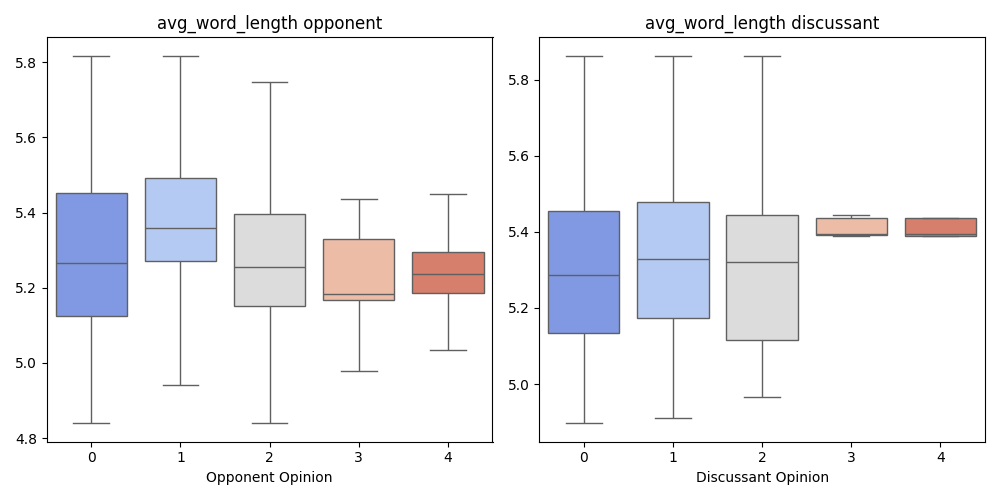 avg_word_length opponent
5.8
5.6
5.4
5.2
5.0
4.8
0 1 2 3 4
Opponent Opinion
avg_word_length discussant
5.8
5.6
5.4
5.2
5.0
0 1 2 3 4
Discussant Opinion